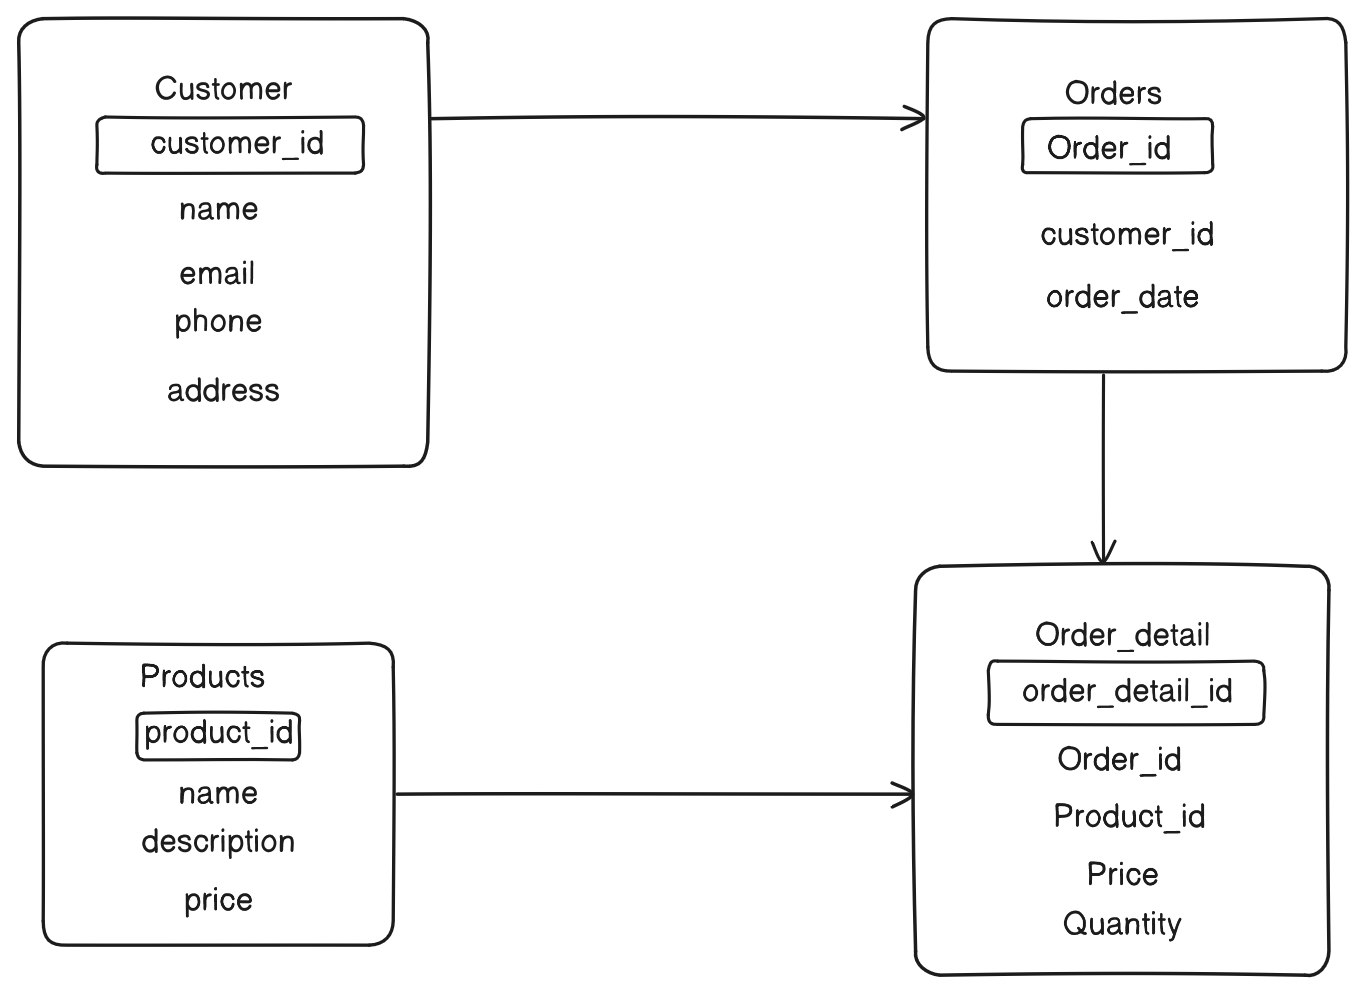 Customer
customer_id
name
email
phone
address
Orders
Order_id
customer_id
order_date
Products
product_id
name
description
price
Order_detail
order_detail_id
Order_id
Product_id
Price
Quantity